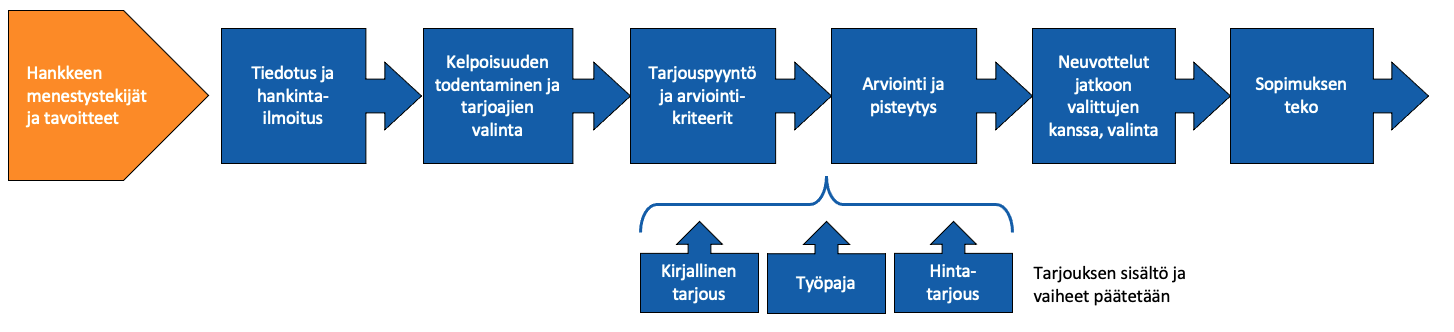 Hankkeen
menestystekijät
ja tavoitteet
Tiedotus ja
hankinta-
ilmoitus
Kelpoisuuden
todentaminen ja
tarjoajien
valinta
Tarjouspyyntö
ja arviointi-
kriteerit
Arviointi ja
pisteytys
Neuvottelut
jatkoon
valittujen
kanssa, valinta
Sopimuksen
teko
Kirjallinen
tarjous
Työpaja
Hinta-
tarjous
Tarjouksen sisältö ja
vaiheet päätetään